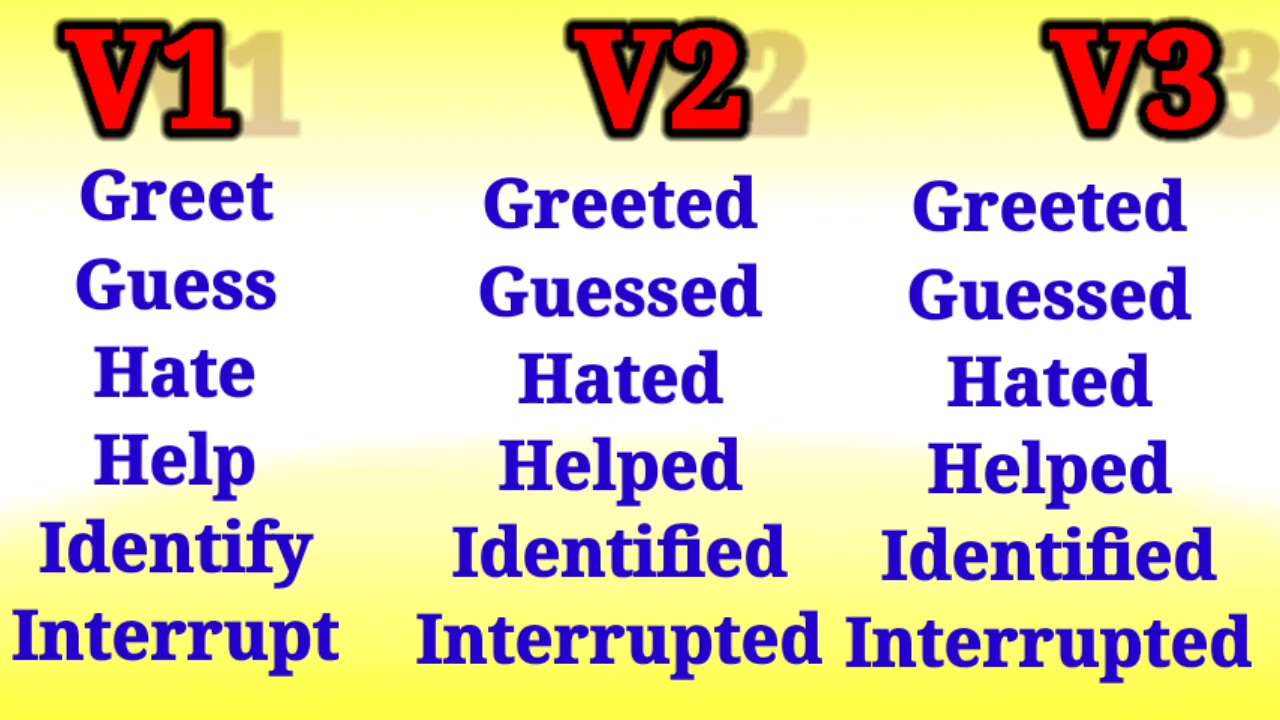 V1 V2 V3
Greet Greeted Greeted
Guess Guessed Guessed
Hate Hated Hated
Help Helped Helped
Identify Identified Identified
Interrupt Interrupted Interrupted